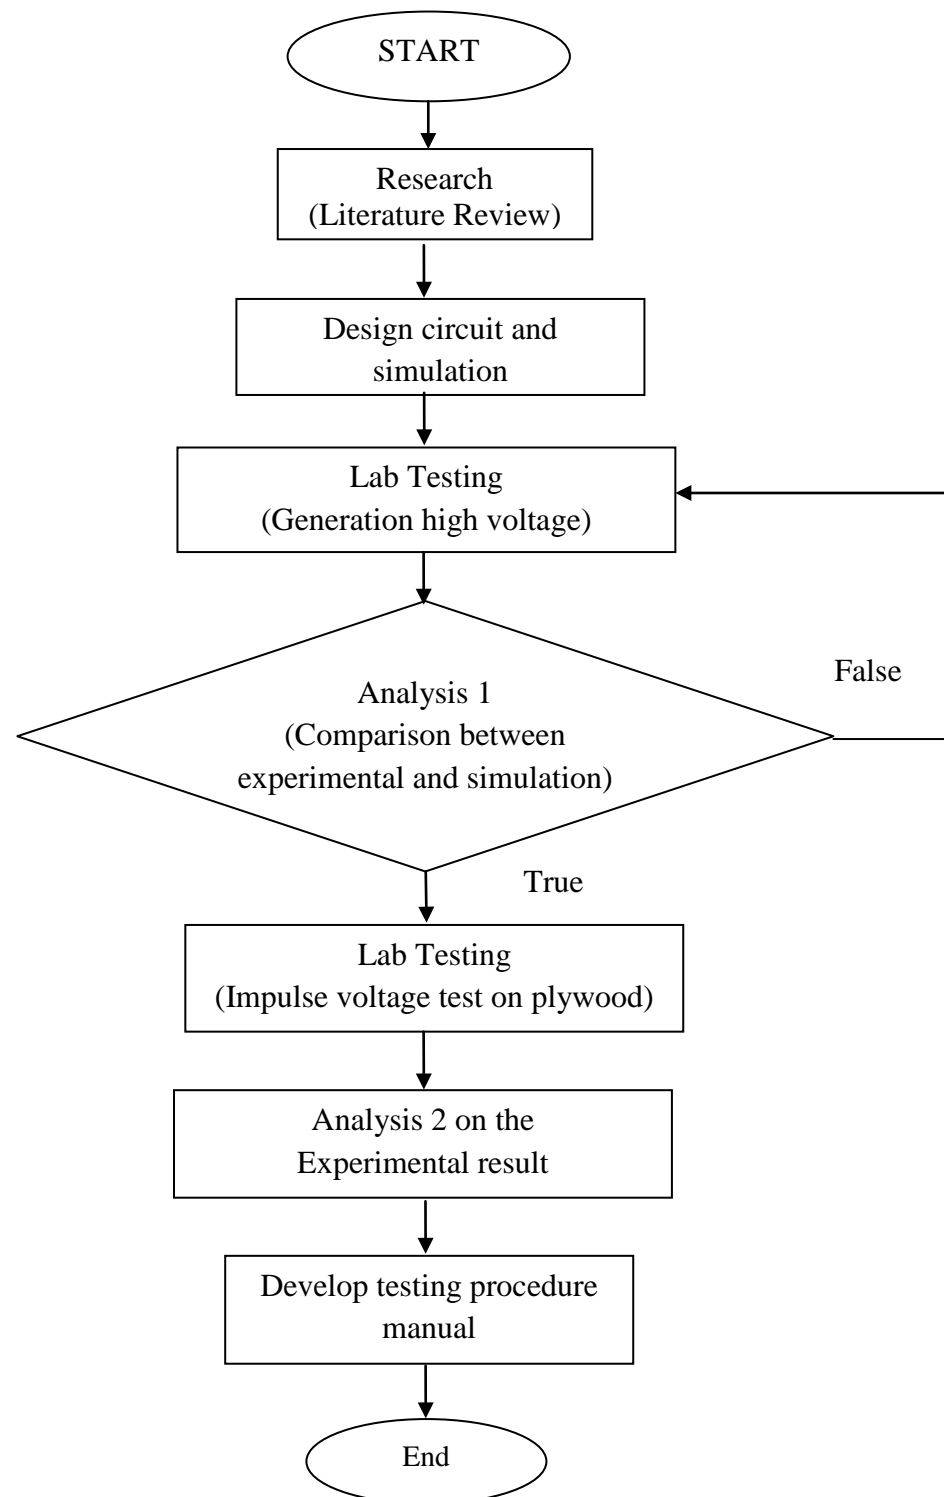 START
Research
(Literature Review)
Design circuit and
simulation
Lab Testing
(Generation high voltage)
False
Analysis 1
(Comparison between
experimental and simulation)
True
Lab Testing
(Impulse voltage test on plywood)
Analysis 2 on the
Experimental result
Develop testing procedure
manual
End